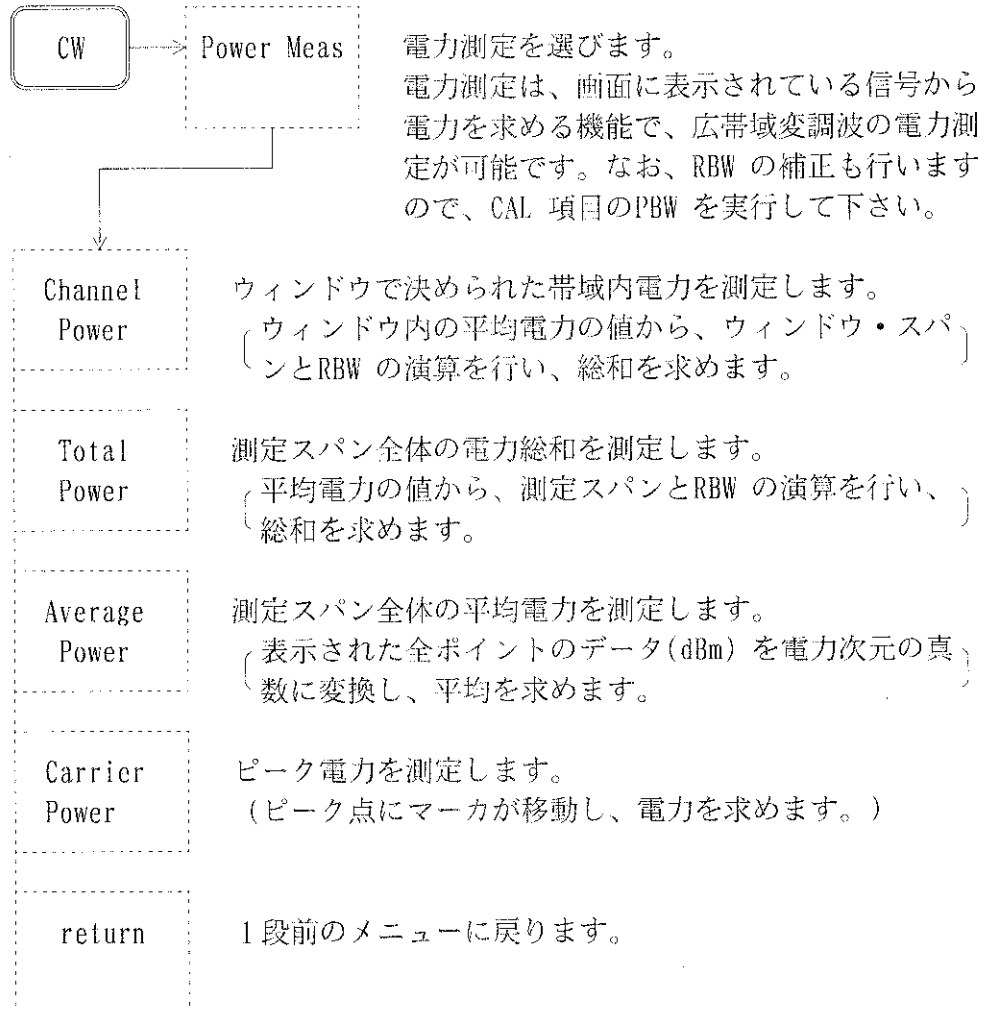 CW
Power Meas
電力測定を選びます。
電力測定は、画面に表示されている信号から
電力を求める機能で、広帯域変調波の電力測
定が可能です。なお、RBW の補正も行います
ので、CAL 項目のPBW を実行して下さい。
Channel
Power
ウィンドウで決められた帯域内電力を測定します。
ウィンドウ内の平均電力の値から、ウィンドウ・スパ
ンとRBW の演算を行い、総和を求めます。
Total
Power
測定スパン全体の電力総和を測定します。
平均電力の値から、測定スパンとRBW の演算を行い、
総和を求めます。
Average
Power
測定スパン全体の平均電力を測定します。
表示された全ポイントのデータ(dBm) を電力次元の真
数に変換し、平均を求めます。
Carrier
Power
ピーク電力を測定します。
(ピーク点にマーカが移動し、電力を求めます。)
return
1段前のメニューに戻ります。